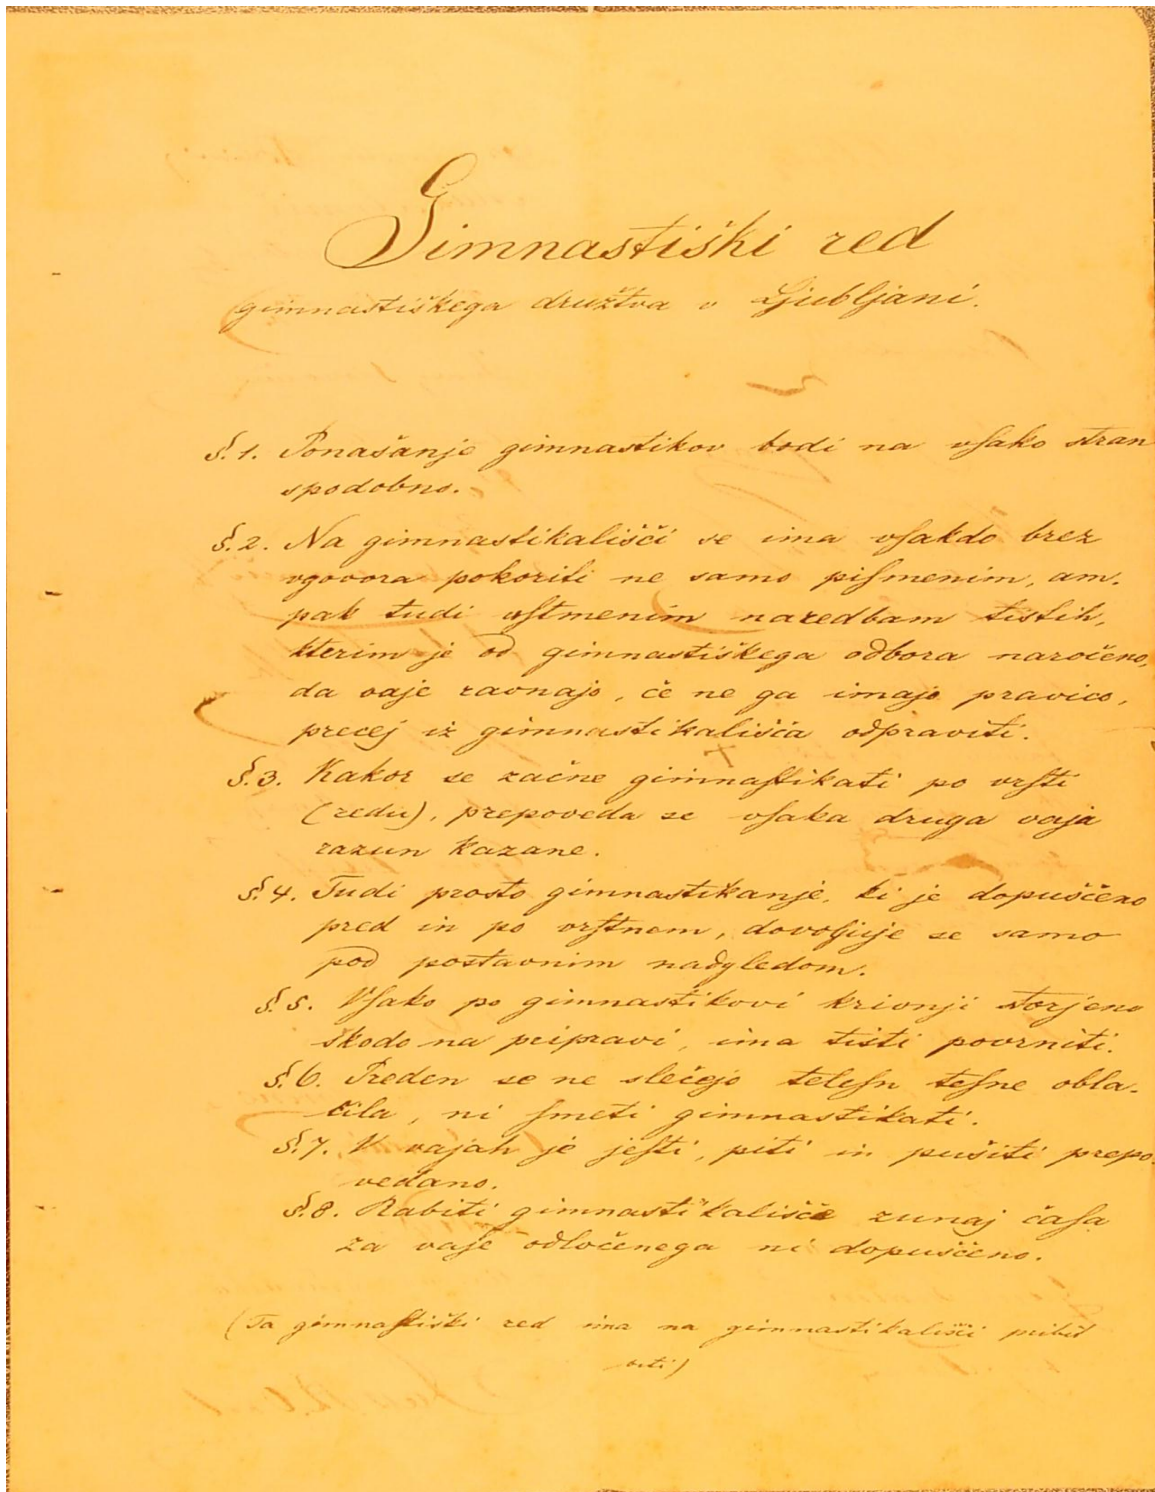 Gimnastiški red
gimnastiškega družtva v Ljubljani.
§. 1. Ponašanje gimnastikov bodi na vſako stran
spodobno.
§. 2. Na gimnastikališči se ima vſakdo brez
vgovora pokoriti ne samo piſmenim, am-
pak tudi uſtmenim naredbam tistih,
kterim je od gimnastiškega odbora naročeno,
da vaje ravnajo, če ne ga imajo pravico,
precej iz gimnastikališča odpraviti.
§. 3. Kakor se začne gimnaſtikati po vrſti
(redu), prepoveda se vſaka druga vaja
razun kazane.
§. 4. Tudi prosto gimnastikanje, ki je dopuščeno
pred in po vrſtnem, dovoljuje se samo
pod postavnim nadgledom.
§. 5. Vſako po gimnastikovi krivnji storjeno
škodo na pripravi, ima tisti povrniti.
§. 6. Preden se ne slečejo teleſn teſne obla-
čila, ni ſmeti gimnastikati.
§. 7. V vajah je jeſti, piti in pušiti prepo-
vedano.
§. 8. Rabiti gimnastikališče zunaj čaſa
za vaje odločenega ni dopuščeno.
(Ta gimnaſtiški red ima na gimnastikališči pribit
biti)